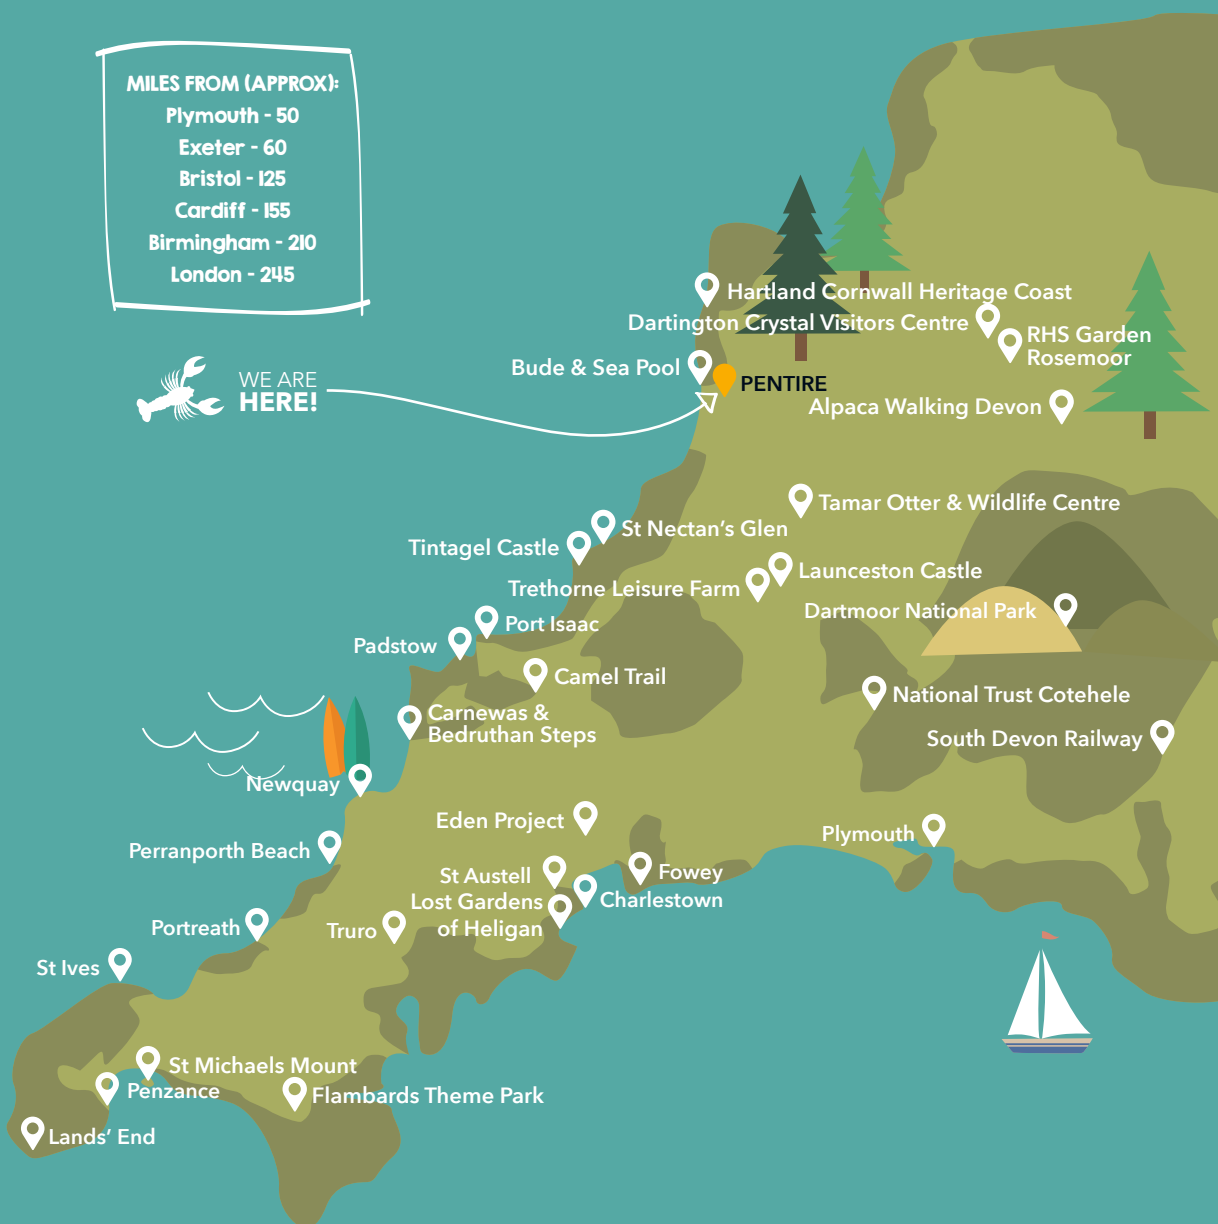 MILES FROM (APPROX):
Plymouth - 50
Exeter - 60
Bristol - 125
Cardiff - 155
Birmingham - 210
London - 245
Hartland Cornwall Heritage Coast
Dartington Crystal Visitors Centre
RHS Garden
Rosemoor
Bude & Sea Pool
WE ARE
HERE!
PENTIRE
Alpaca Walking Devon
Tamar Otter & Wildlife Centre
St Nectan’s Glen
Tintagel Castle
Launceston Castle
Trethorne Leisure Farm
Dartmoor National Park
Port Isaac
Padstow
Camel Trail
National Trust Cotehele
Carnewas &
Bedruthan Steps
South Devon Railway
Newquay
Eden Project
Plymouth
Perranporth Beach
Fowey
St Austell
Charlestown
Lost Gardens
of Heligan
Portreath
Truro
St Ives
St Michaels Mount
Penzance
Flambards Theme Park
Lands’ End